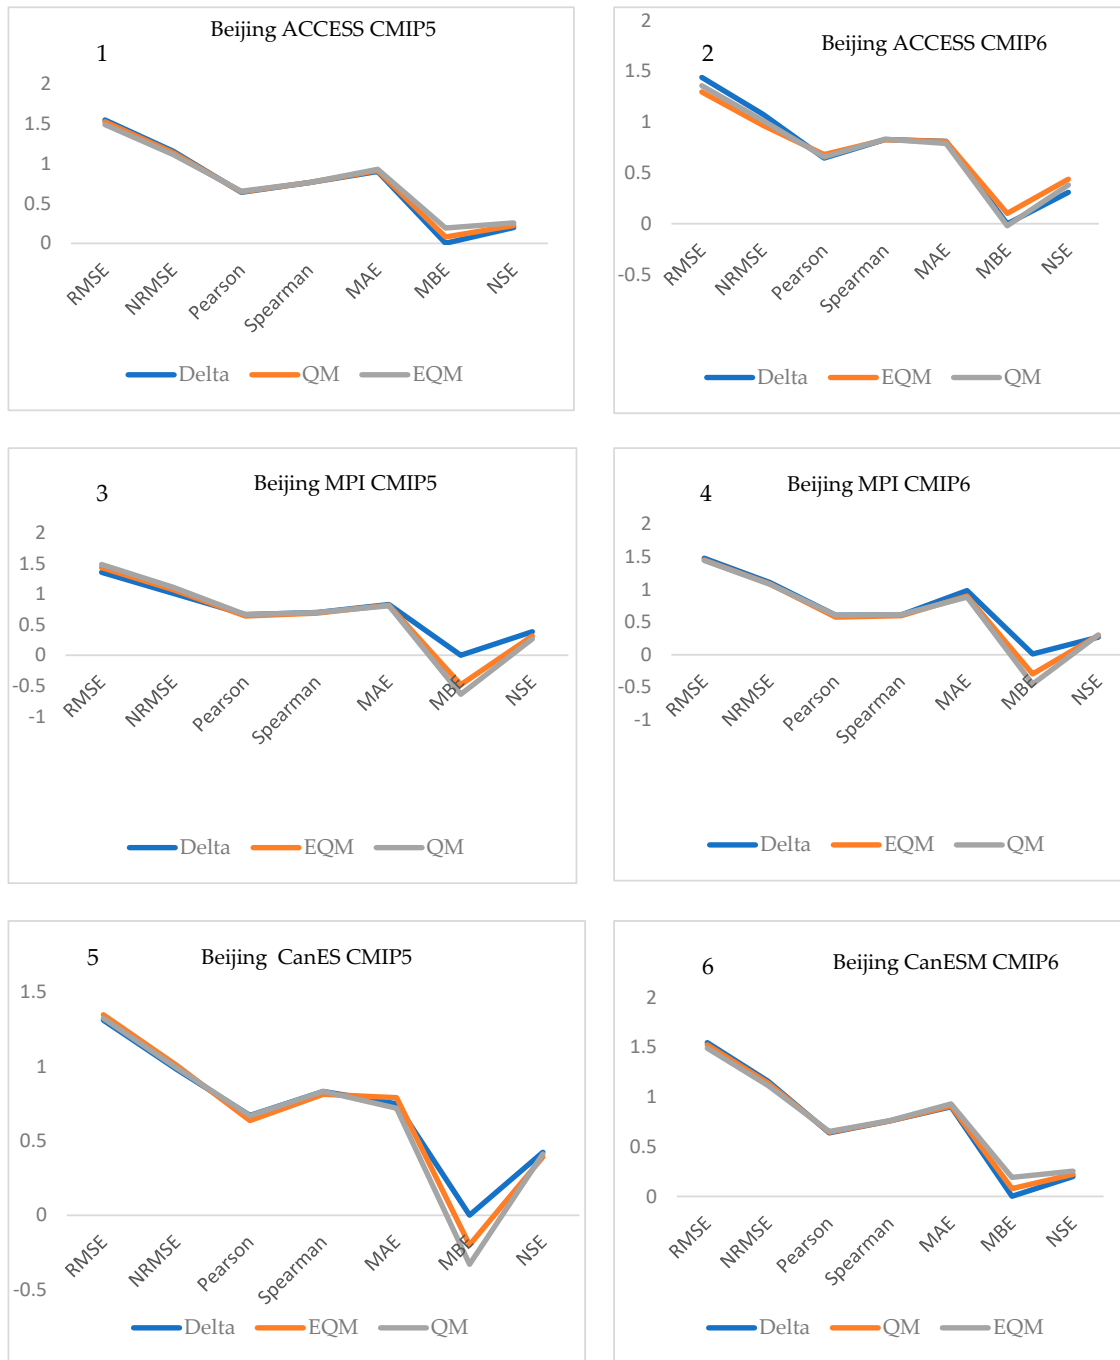 1
Beijing ACCESS CMIP5
2
1.5
1
0.5
0
RMSE
NRMSE
Pearson
Spearman
MAE
MBE
NSE
Delta QM EQM
2
Beijing ACCESS CMIP6
2
1.5
1
0.5
0
-0.5
RMSE
NRMSE
Pearson
Spearman
MAE
MBE
NSE
Delta EQM QM
3
Beijing MPI CMIP5
2
1.5
1
0.5
0
-0.5
-1
RMSE
NRMSE
Pearson
Spearman
MAE
MBE
NSE
Delta EQM QM
4
Beijing MPI CMIP6
2
1.5
1
0.5
0
-0.5
-1
RMSE
NRMSE
Pearson
Spearman
MAE
MBE
NSE
Delta EQM QM
5
Beijing CanES CMIP5
1.5
1
0.5
0
-0.5
RMSE
NRMSE
Pearson
Spearman
MAE
MBE
NSE
Delta EQM QM
6
Beijing CanESM CMIP6
2
1.5
1
0.5
0
RMSE
NRMSE
Pearson
Spearman
MAE
MBE
NSE
Delta QM EQM